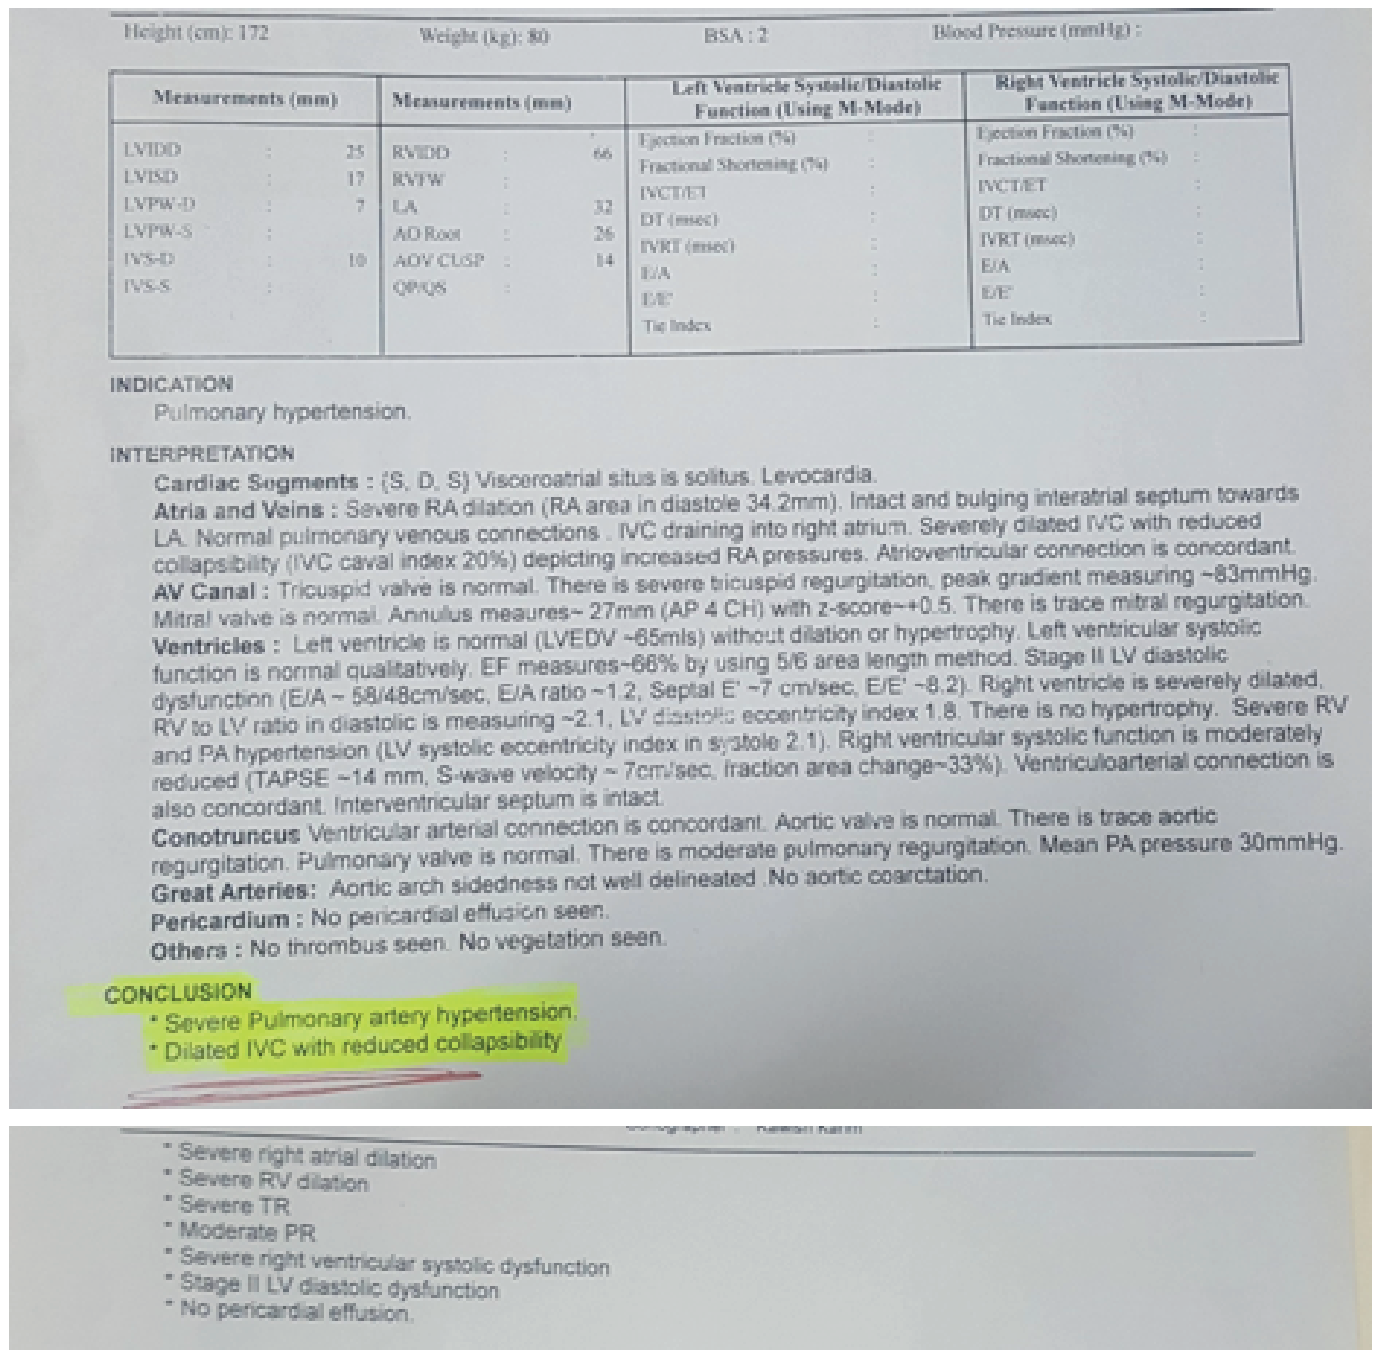 Height (cm): 172 Weight (kg): 80 BSA : 2 Blood Pressure (mmHg) :
Measurements (mm) Measurements (mm) Left Ventricle Systolic/Diastolic Function (Using M-Mode) Right Ventricle Systolic/Diastolic Function (Using M-Mode)
LVIDD : 25 RVIDD : 66 Ejection Fraction (%) : Ejection Fraction (%) :
LVISD : 17 RVFW : Fractional Shortening (%) : Fractional Shortening (%) :
LVPW-D : 7 LA : 32 IVCT/ET : IVCT/ET :
LVPW-S : AO Root : 26 DT (msec) : DT (msec) :
IVS-D : 10 AOV CUSP : 14 IVRT (msec) : IVRT (msec) :
IVS-S : QP/QS : E/A : E/A :
E/E' : E/E' :
Tie Index : Tie Index :
INDICATION
Pulmonary hypertension.
INTERPRETATION
Cardiac Segments : (S, D, S) Visceroatrial situs is solitus. Levocardia.
Atria and Veins : Severe RA dilation (RA area in diastole 34.2mm). Intact and bulging interatrial septum towards
LA. Normal pulmonary venous connections . IVC draining into right atrium. Severely dilated IVC with reduced
collapsibility (IVC caval index 20%) depicting increased RA pressures. Atrioventricular connection is concordant.
AV Canal : Tricuspid valve is normal. There is severe tricuspid regurgitation, peak gradient measuring ~83mmHg.
Mitral valve is normal. Annulus meaures~ 27mm (AP 4 CH) with z-score~+0.5. There is trace mitral regurgitation.
Ventricles : Left ventricle is normal (LVEDV ~65mls) without dilation or hypertrophy. Left ventricular systolic
function is normal qualitatively. EF measures~66% by using 5/6 area length method. Stage II LV diastolic
dysfunction (E/A ~ 58/48cm/sec, E/A ratio ~1.2, Septal E' ~7 cm/sec, E/E' ~8.2). Right ventricle is severely dilated,
RV to LV ratio in diastolic is measuring ~2.1, LV diastolic eccentricity index 1.8. There is no hypertrophy. Severe RV
and PA hypertension (LV systolic eccentricity index in systole 2.1). Right ventricular systolic function is moderately
reduced (TAPSE ~14 mm, S-wave velocity ~ 7cm/sec, fraction area change~33%). Ventriculoarterial connection is
also concordant. Interventricular septum is intact.
Conotruncus Ventricular arterial connection is concordant. Aortic valve is normal. There is trace aortic
regurgitation. Pulmonary valve is normal. There is moderate pulmonary regurgitation. Mean PA pressure 30mmHg.
Great Arteries: Aortic arch sidedness not well delineated .No aortic coarctation.
Pericardium : No pericardial effusion seen.
Others : No thrombus seen. No vegetation seen.
CONCLUSION
* Severe Pulmonary artery hypertension.
* Dilated IVC with reduced collapsibility
* Severe right atrial dilation
* Severe RV dilation
* Severe TR
* Moderate PR
* Severe right ventricular systolic dysfunction
* Stage II LV diastolic dysfunction
* No pericardial effusion.